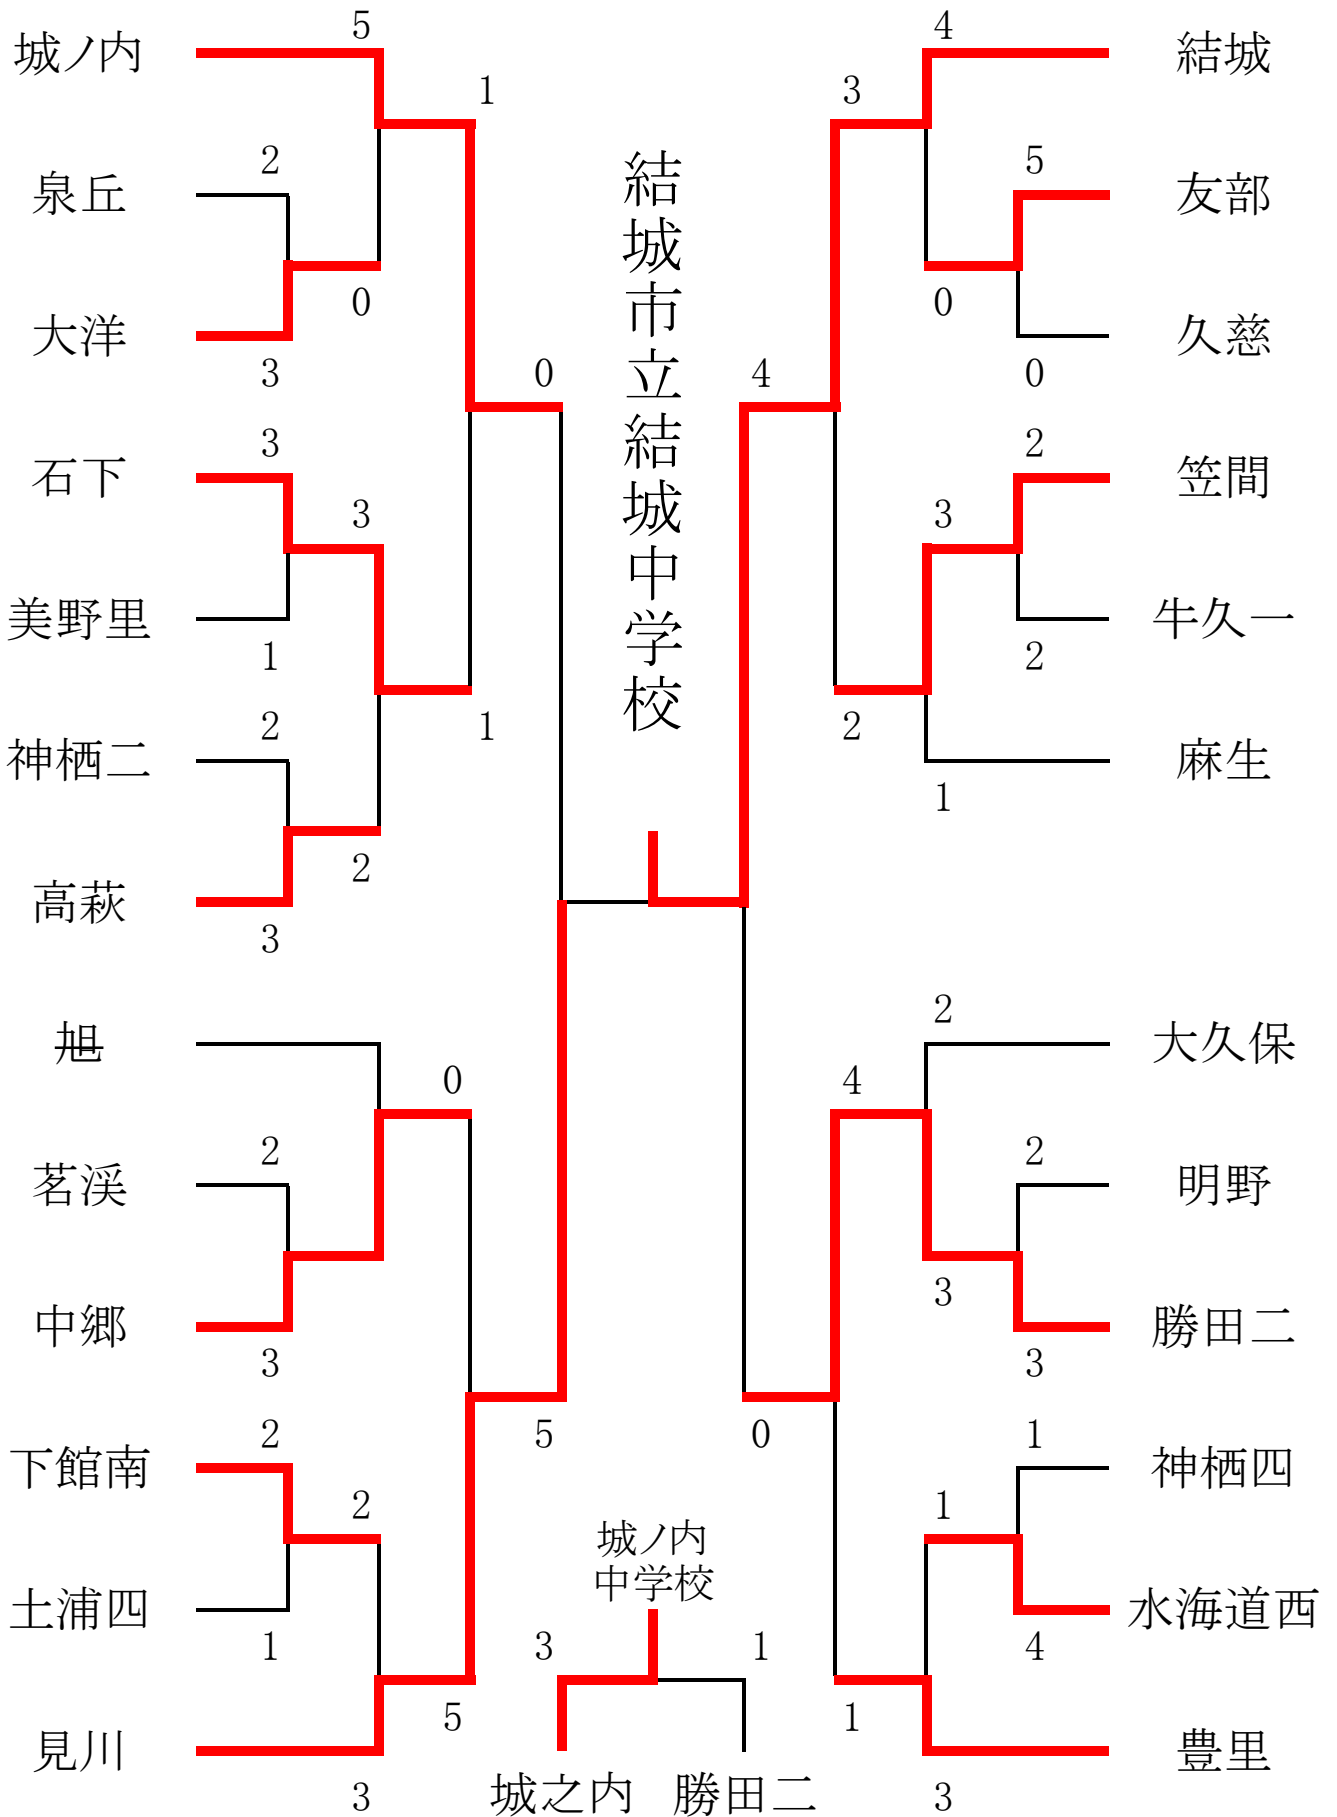 城ノ内
5
1
泉丘
2
大洋
0
3
0
石下
3
3
美野里
1
神栖二
2
1
高萩
2
3
旭
0
茗渓
2
中郷
3
下館南
2
2
5
土浦四
1
見川
5
3
結城市立結城中学校
結城
4
3
友部
5
久慈
0
0
4
笠間
2
3
牛久一
2
麻生
2
1
大久保
2
4
明野
2
勝田二
3
3
神栖四
1
1
0
水海道西
4
豊里
1
3
城ノ内
中学校
3
1
城之内
勝田二